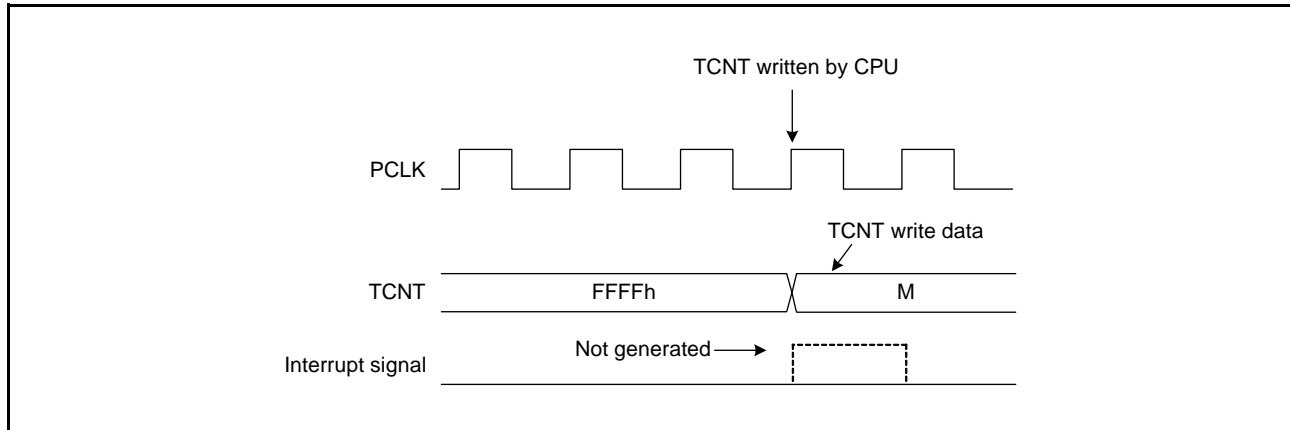 TCNT written by CPU
PCLK
TCNT write data
TCNT
FFFFh
M
Not generated
Interrupt signal